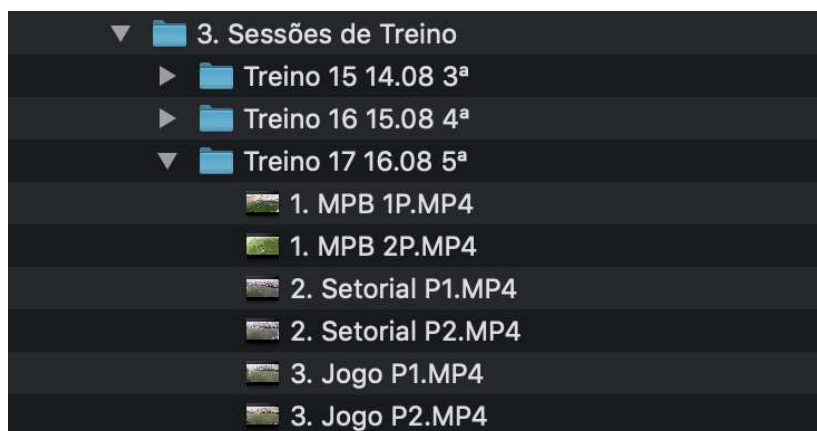 3. Sessões de Treino
Treino 15 14.08 3ª
Treino 16 15.08 4ª
Treino 17 16.08 5ª
1. MPB 1P.MP4
1. MPB 2P.MP4
2. Setorial P1.MP4
2. Setorial P2.MP4
3. Jogo P1.MP4
3. Jogo P2.MP4